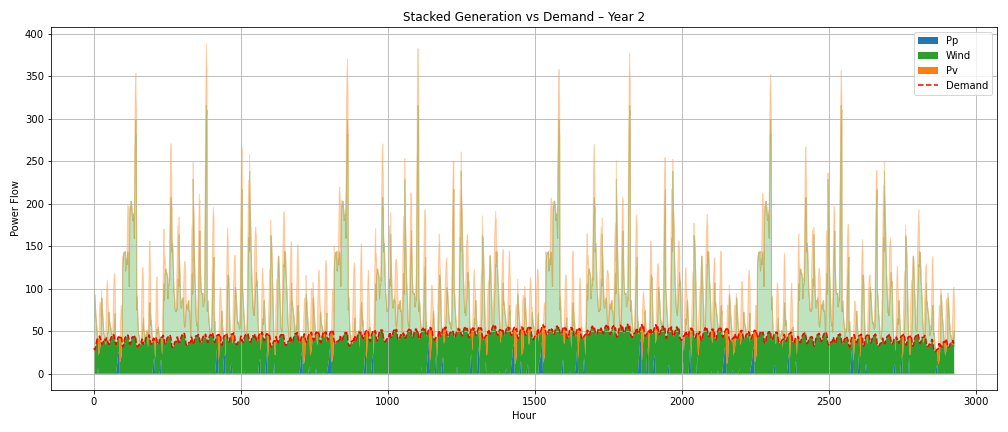 Stacked Generation vs Demand – Year 2
400
350
300
250
200
150
100
50
0
Power Flow
Pp
Wind
Pv
Demand
0 500 1000 1500 2000 2500 3000
Hour